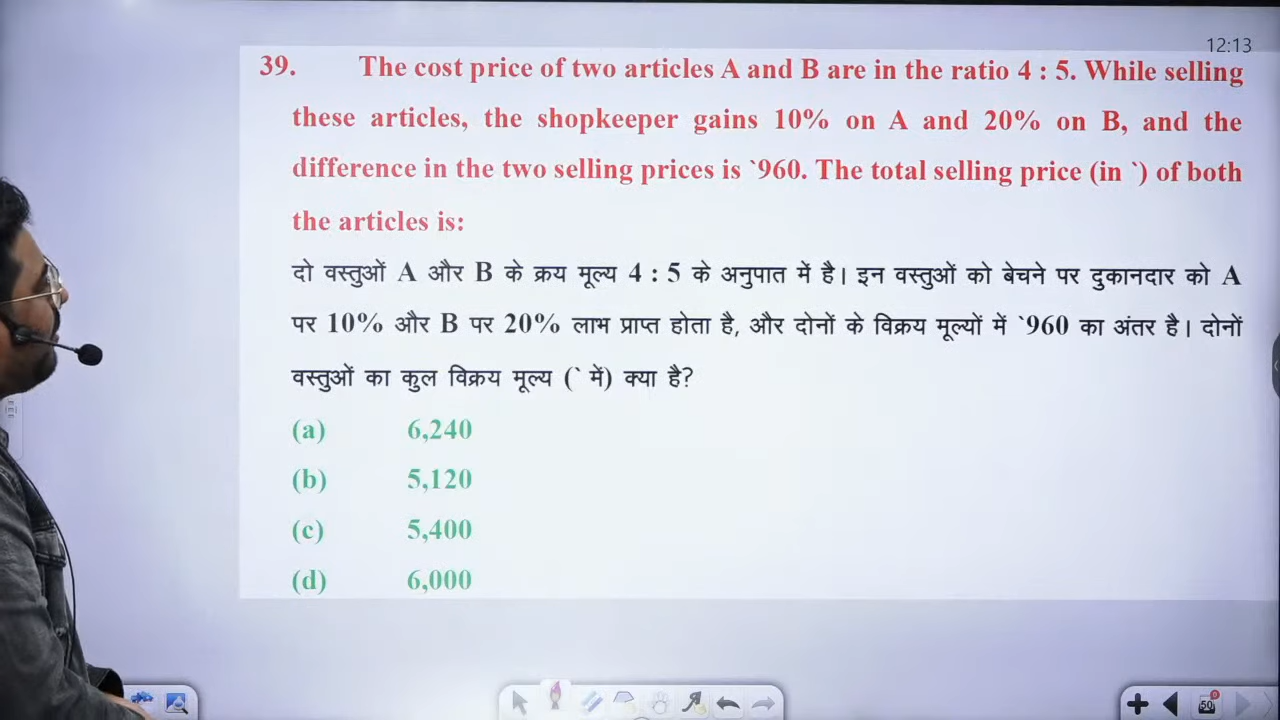 12:13
39. The cost price of two articles A and B are in the ratio 4 : 5. While selling
these articles, the shopkeeper gains 10% on A and 20% on B, and the
difference in the two selling prices is `960. The total selling price (in `) of both
the articles is:
दो वस्तुओं A और B के क्रय मूल्य 4 : 5 के अनुपात में है। इन वस्तुओं को बेचने पर दुकानदार को A
पर 10% और B पर 20% लाभ प्राप्त होता है, और दोनों के विक्रय मूल्यों में `960 का अंतर है। दोनों
वस्तुओं का कुल विक्रय मूल्य (` में) क्या है?
(a) 6,240
(b) 5,120
(c) 5,400
(d) 6,000
50